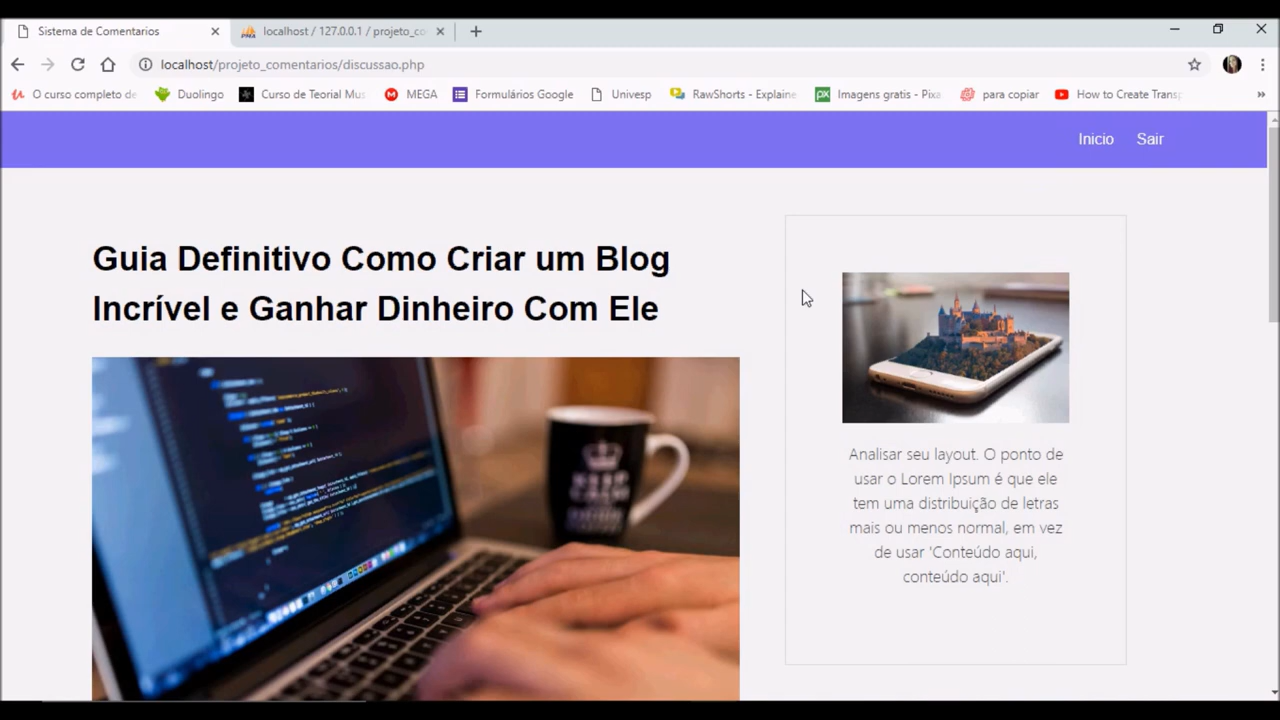 Sistema de Comentarios
localhost / 127.0.0.1 / projeto_co
localhost/projeto_comentarios/discussao.php
O curso completo de
Duolingo
Curso de Teorial Mus
MEGA
Formulários Google
Univesp
RawShorts - Explaine
Imagens gratis - Pixa
para copiar
How to Create Transp
»
Inicio
Sair
Guia Definitivo Como Criar um Blog
Incrível e Ganhar Dinheiro Com Ele
KEEP
CALM
Analisar seu layout. O ponto de
usar o Lorem Ipsum é que ele
tem uma distribuição de letras
mais ou menos normal, em vez
de usar 'Conteúdo aqui,
conteúdo aqui'.